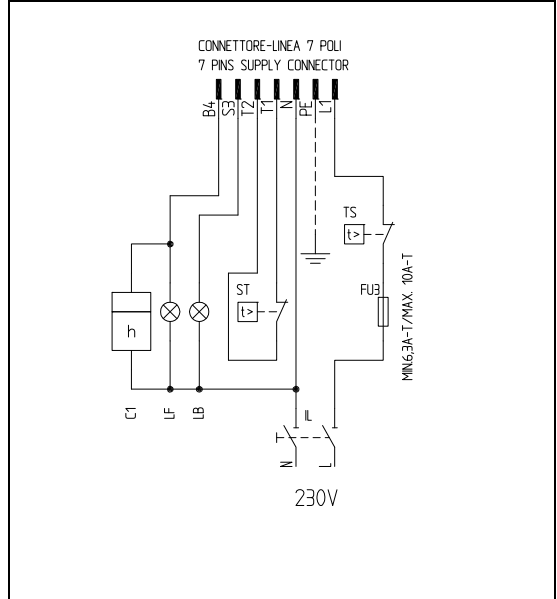 CONNETTORE-LINEA 7 POLI
7 PINS SUPPLY CONNECTOR
B4
S3
T2
T1
N
PE
L1
TS
t>
ST
t>
FU3
MIN.6,3A-T/MAX. 10A-T
h
C1
LF
LB
IL
N
L
230V